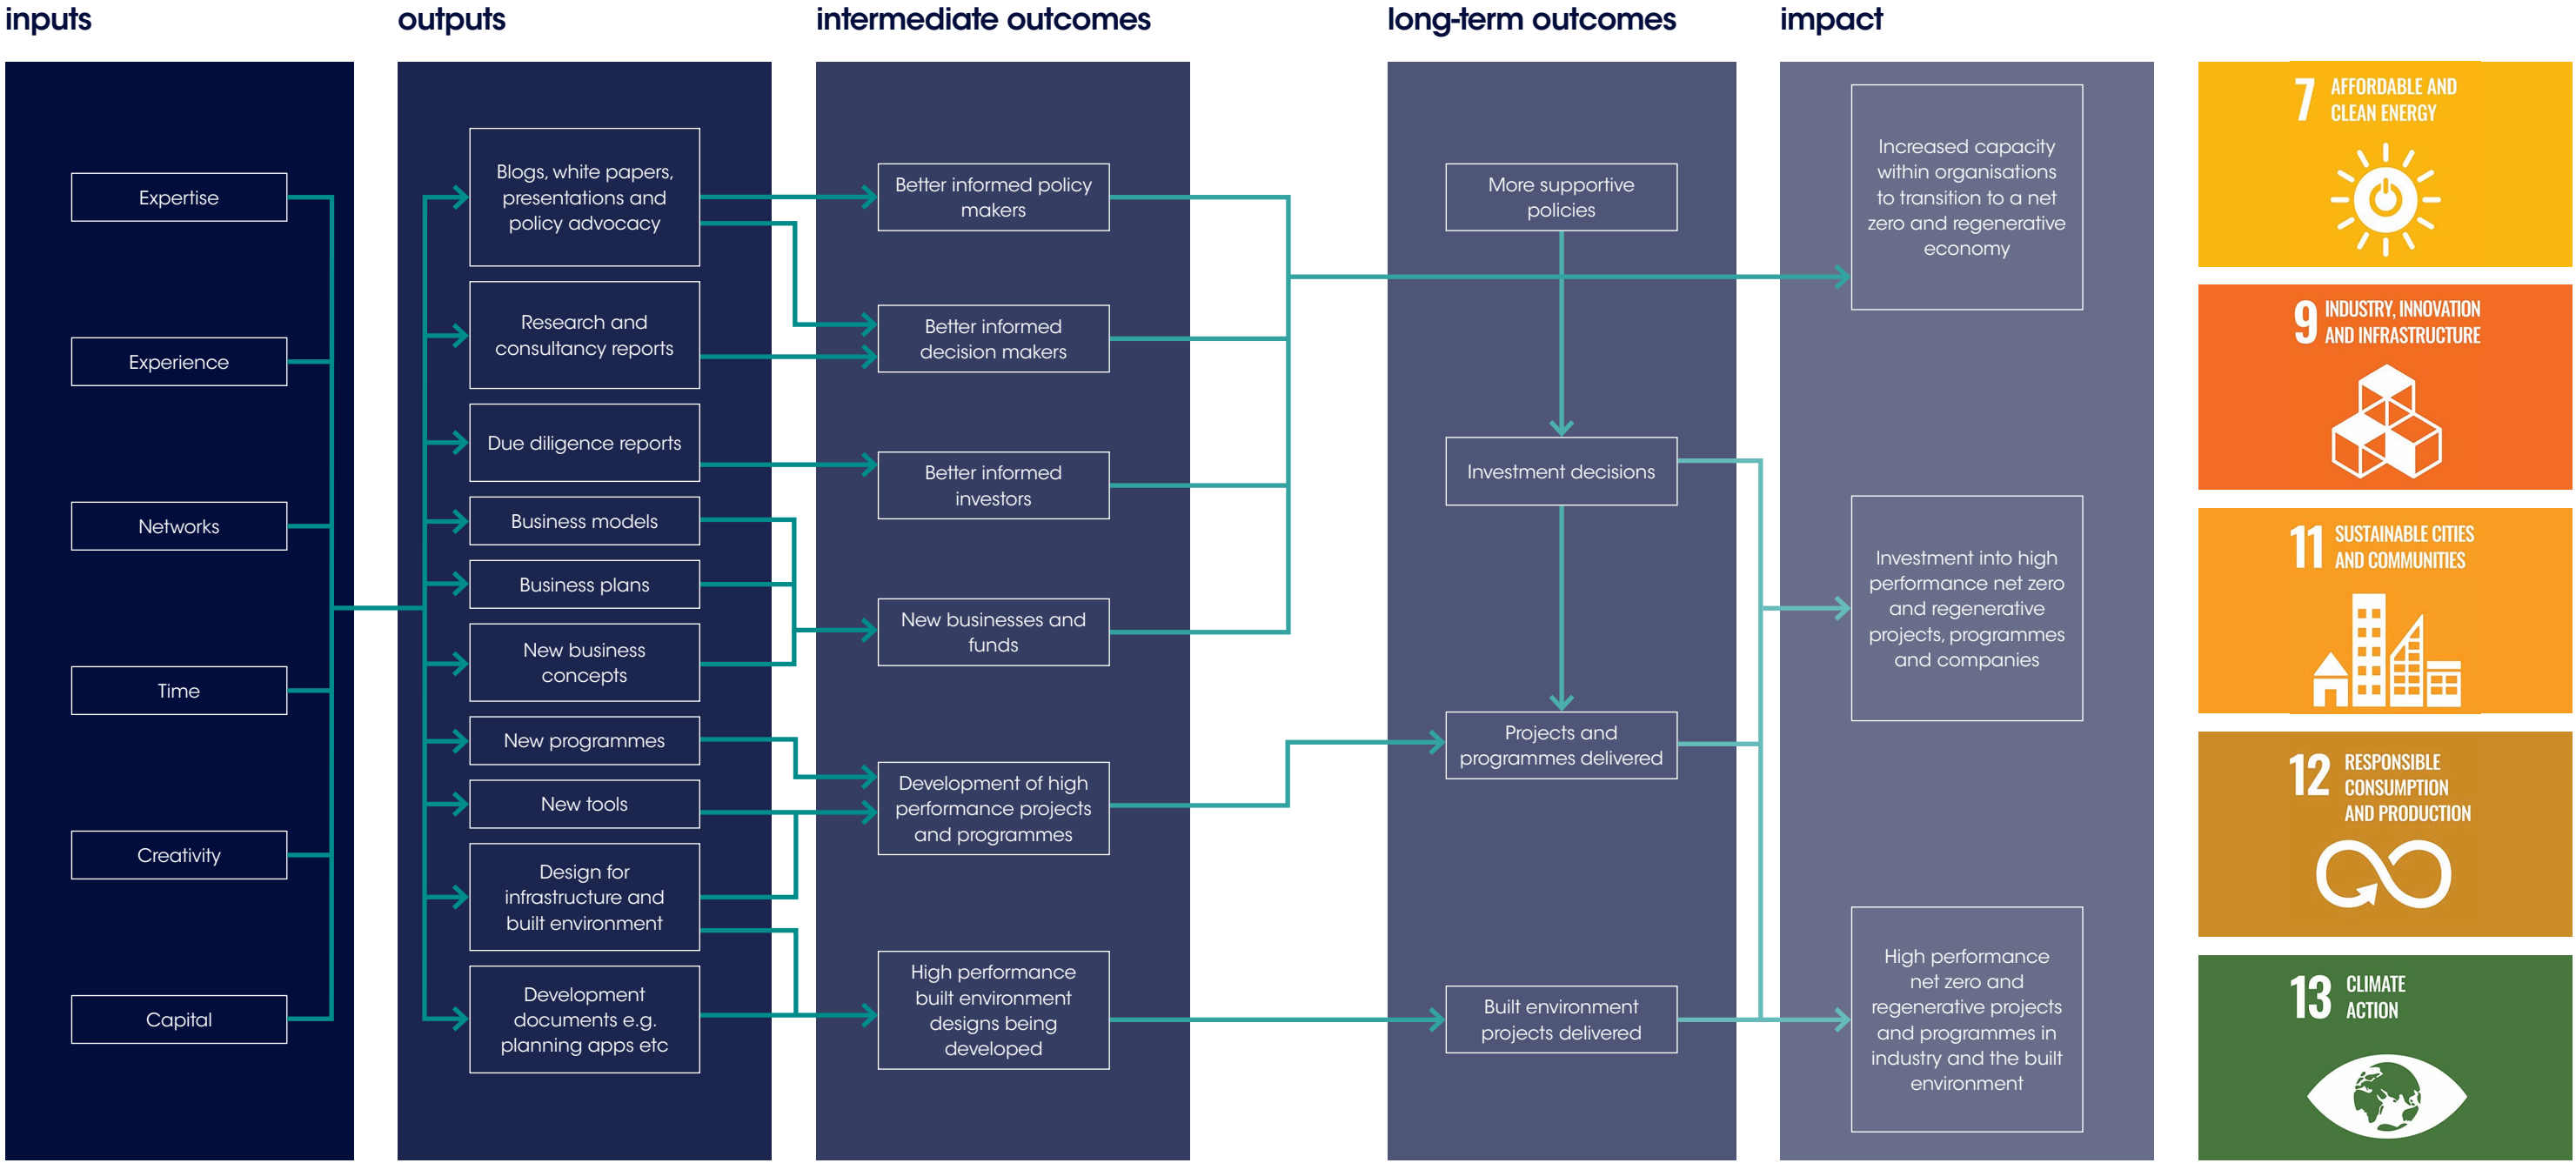 inputs
outputs
intermediate outcomes
long-term outcomes
impact
Expertise
Experience
Networks
Time
Creativity
Capital
Blogs, white papers,
presentations and
policy advocacy
Research and
consultancy reports
Due diligence reports
Business models
Business plans
New business
concepts
New programmes
New tools
Design for
infrastructure and
built environment
Development
documents e.g.
planning apps etc
Better informed policy
makers
Better informed
decision makers
Better informed
investors
New businesses and
funds
Development of high
performance projects
and programmes
High performance
built environment
designs being
developed
More supportive
policies
Investment decisions
Projects and
programmes delivered
Built environment
projects delivered
Increased capacity
within organisations
to transition to a net
zero and regenerative
economy
Investment into high
performance net zero
and regenerative
projects, programmes
and companies
High performance
net zero and
regenerative projects
and programmes in
industry and the built
environment
7 AFFORDABLE AND
CLEAN ENERGY
9 INDUSTRY, INNOVATION
AND INFRASTRUCTURE
11 SUSTAINABLE CITIES
AND COMMUNITIES
12 RESPONSIBLE
CONSUMPTION
AND PRODUCTION
13 CLIMATE
ACTION